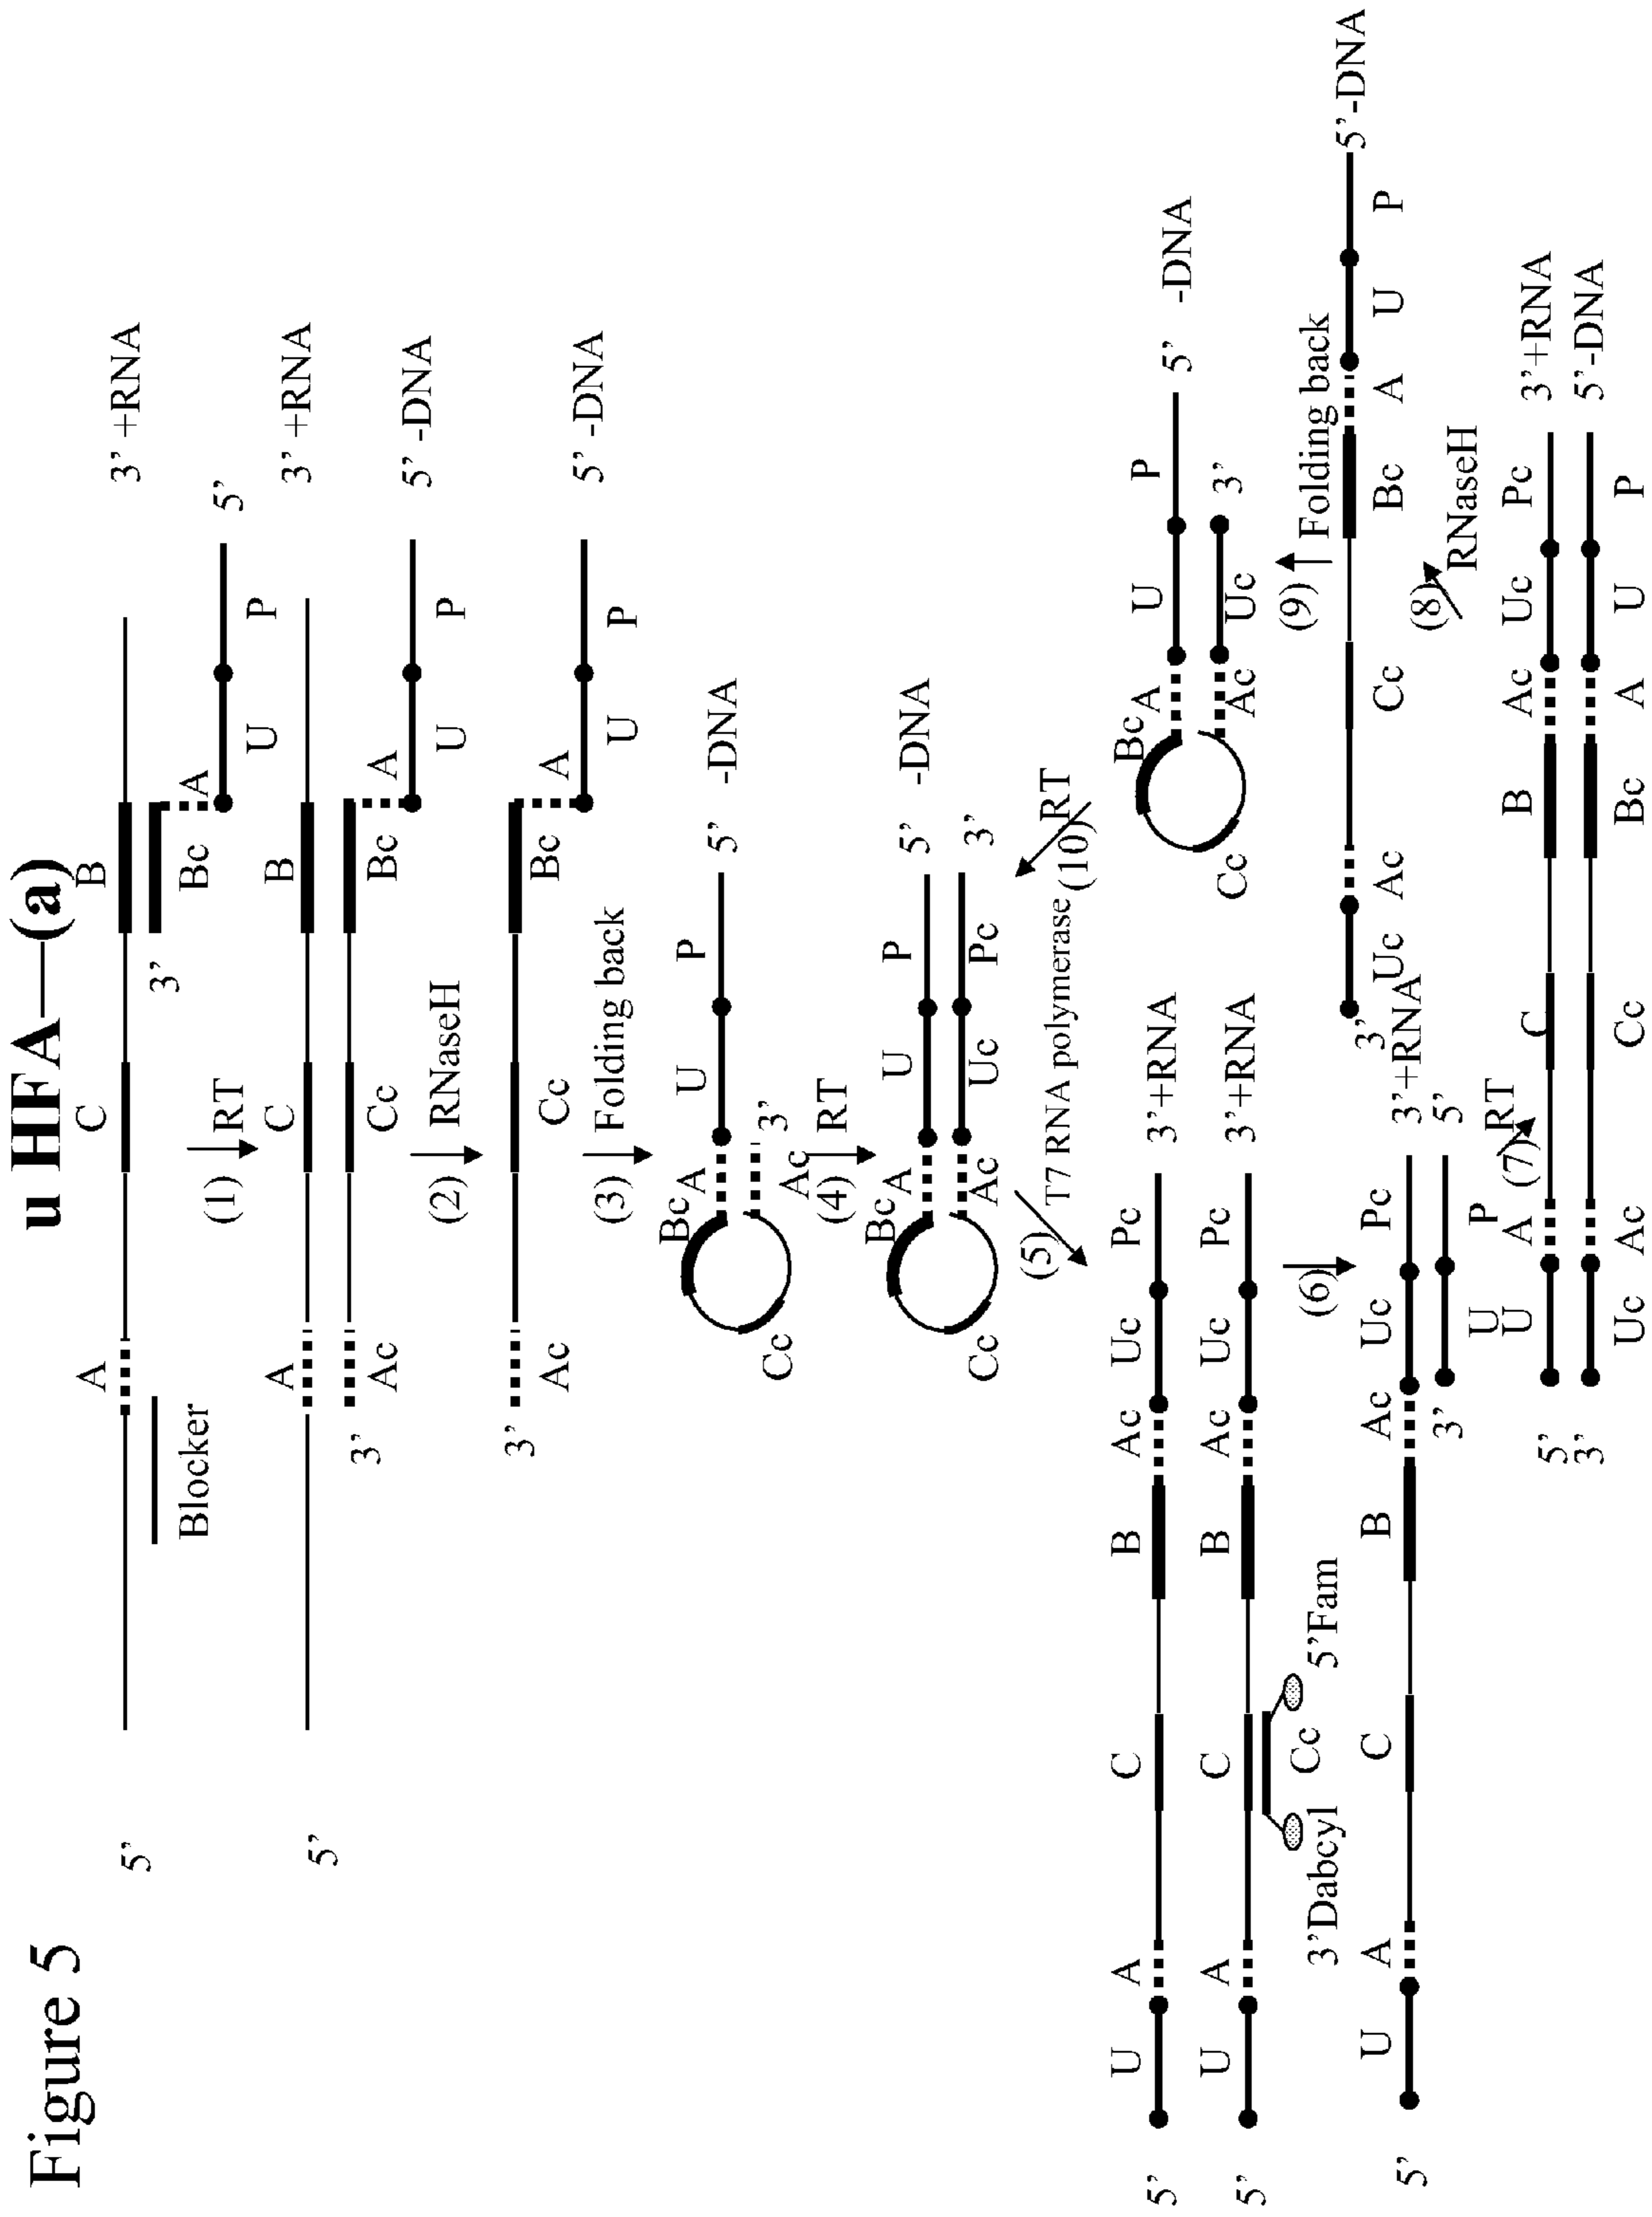 Figure 5
u HFA—(a)
A C B
5' 3' +RNA
Blocker 3' Bc A 5'
U P
(1) RT
A C B
5' 3' +RNA
3' 5' -DNA
Ac Cc Bc A U P
(2) RNaseH
3' 5' -DNA
Ac Cc Bc A U P
(3) Folding back
Bc A U P
5' -DNA
Cc Ac 3'
(4) RT
Bc A U P
5' -DNA
Cc Ac Uc Pc 3'
(5) T7 RNA polymerase (10) RT
U A C B Ac Uc Pc
5' 3'+RNA
U A C B Ac Uc Pc
5' 3'+RNA
3'Dabcyl Cc 5'Fam
(6)
U A C B Ac Uc Pc
5' 3'+RNA
3' 5'
U P
(7) RT
U A C B Ac Uc Pc
5' 3'+RNA
3' 5'-DNA
Uc Ac Cc Bc A U P
(8) RNaseH
3' 5'-DNA
Uc Ac Cc Bc A U P
(9) Folding back
Bc A U P
5' -DNA
Cc Ac Uc 3'